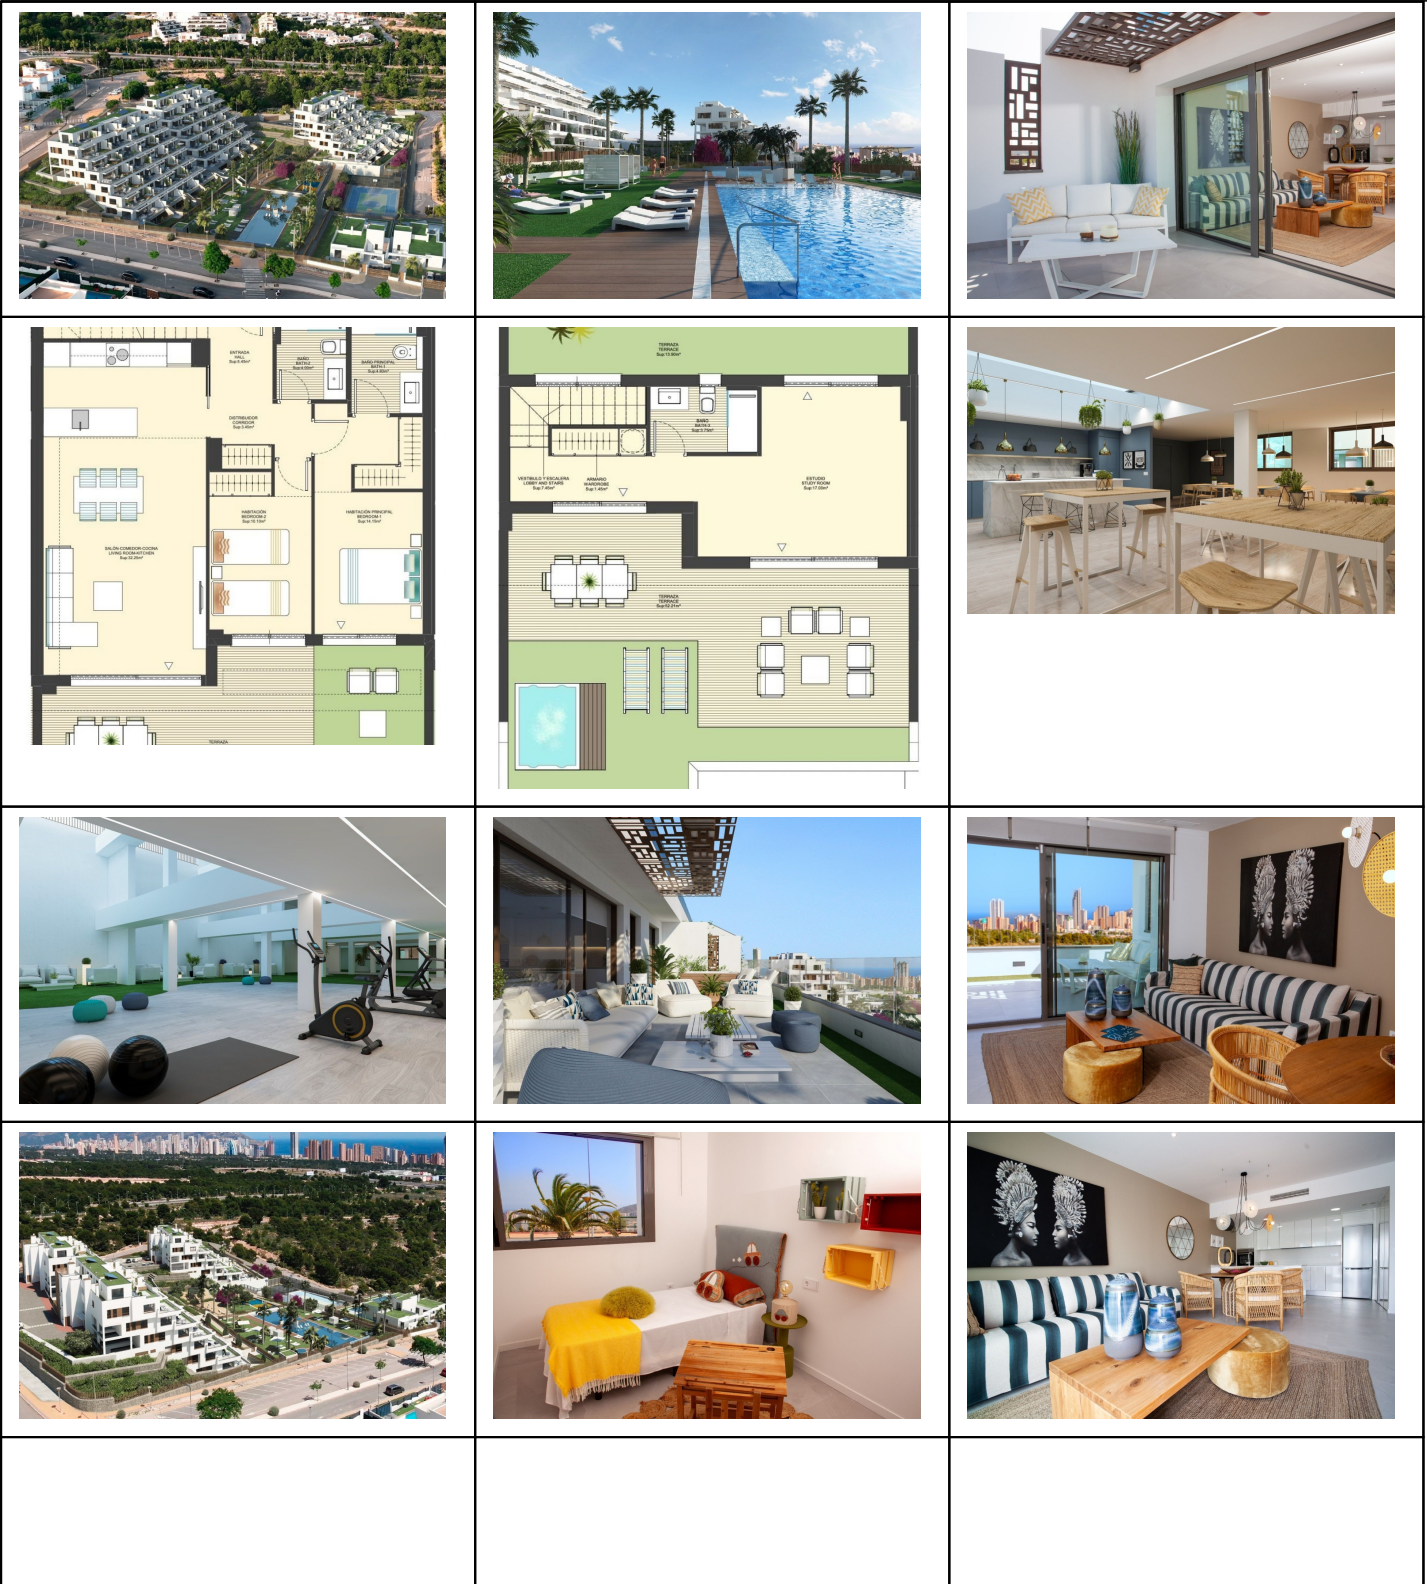 ENTRADA
HALL
BAÑO
BATH-2
BAÑO PRINCIPAL
BATH-1
DISTRIBUIDOR
CORRIDOR
HABITACIÓN
BEDROOM-2
HABITACIÓN PRINCIPAL
BEDROOM-1
SALÓN-COMEDOR-COCINA
LIVING ROOM-KITCHEN
TERRAZA
TERRAZA
TERRACE
BAÑO
BATH-3
VESTIBULO Y ESCALERA
LOBBY AND STAIRS
ARMARIO
WARDROBE
ESTUDIO
STUDY ROOM
TERRAZA
TERRACE